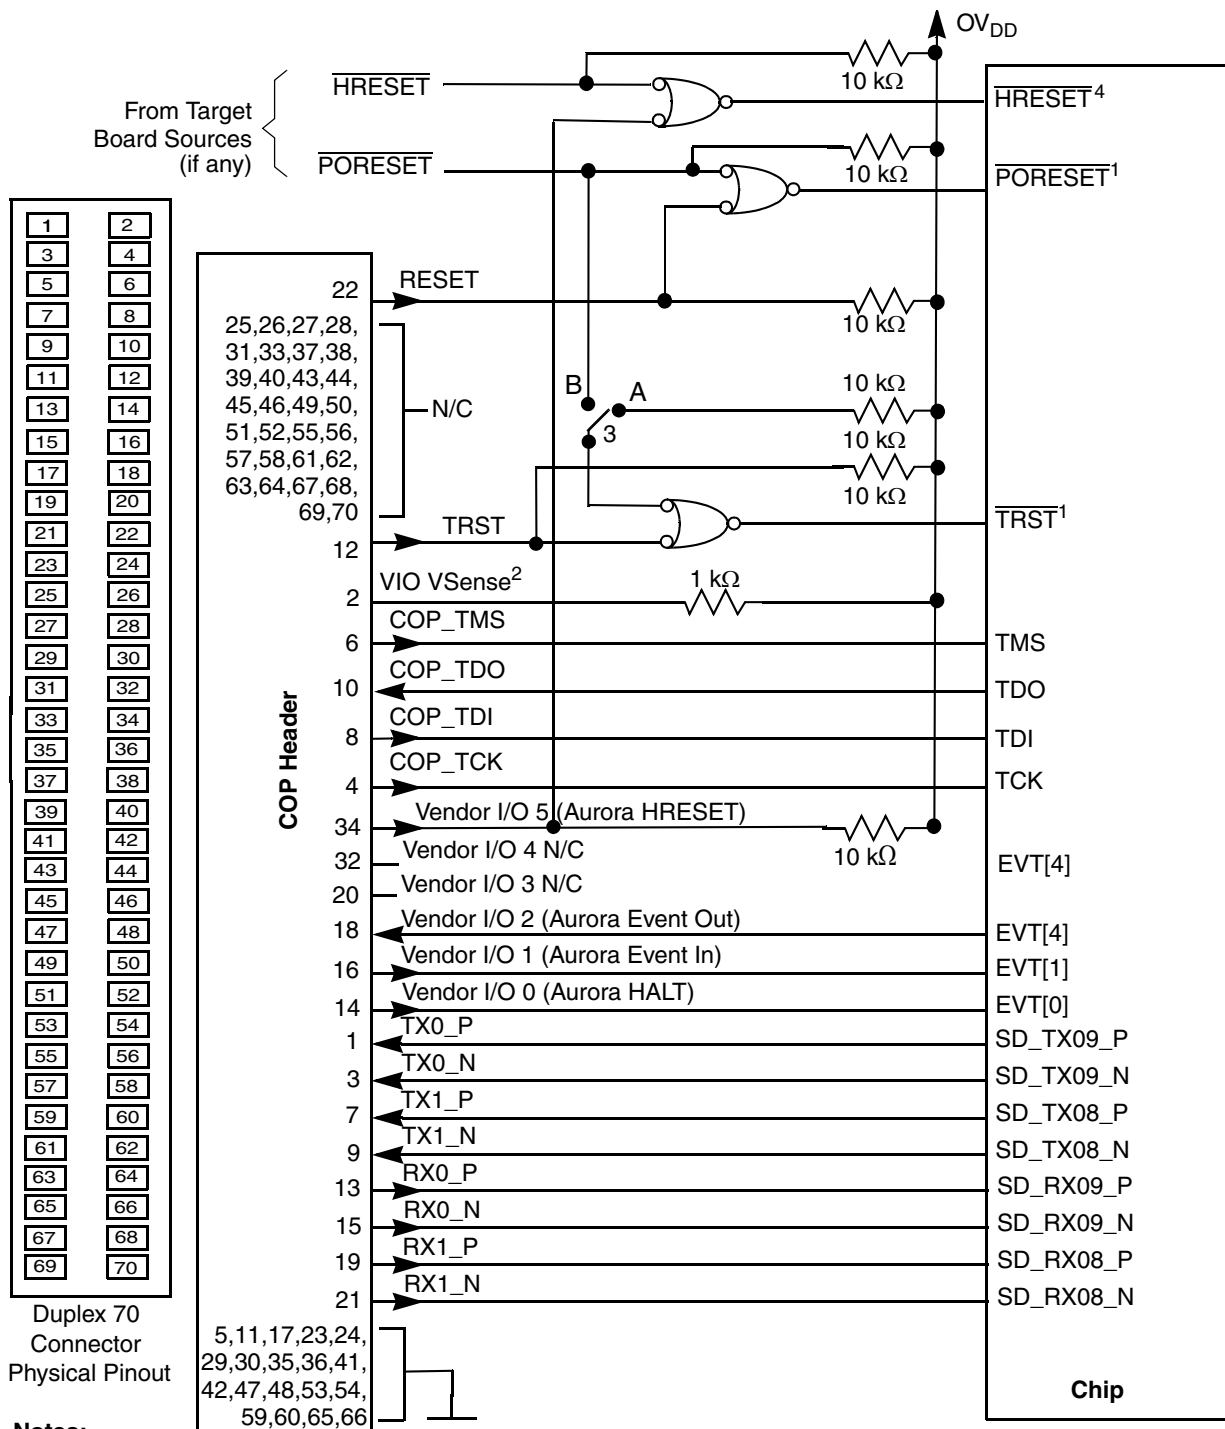 OVDD
10 kΩ
HRESET
HRESET4
From Target
Board Sources
(if any)
PORESET
10 kΩ
PORESET1
1 2
3 4
5 6
7 8
9 10
11 12
13 14
15 16
17 18
19 20
21 22
23 24
25 26
27 28
29 30
31 32
33 34
35 36
37 38
39 40
41 42
43 44
45 46
47 48
49 50
51 52
53 54
55 56
57 58
59 60
61 62
63 64
65 66
67 68
69 70
Duplex 70
Connector
Physical Pinout
COP Header
22 RESET
10 kΩ
25,26,27,28,
31,33,37,38,
39,40,43,44,
45,46,49,50,
51,52,55,56,
57,58,61,62,
63,64,67,68,
69,70
N/C
B A
3
10 kΩ
10 kΩ
10 kΩ
12 TRST TRST1
2 VIO VSense2 1 kΩ
6 COP_TMS TMS
10 COP_TDO TDO
8 COP_TDI TDI
4 COP_TCK TCK
34 Vendor I/O 5 (Aurora HRESET)
10 kΩ
32 Vendor I/O 4 N/C EVT[4]
20 Vendor I/O 3 N/C
18 Vendor I/O 2 (Aurora Event Out) EVT[4]
16 Vendor I/O 1 (Aurora Event In) EVT[1]
14 Vendor I/O 0 (Aurora HALT) EVT[0]
1 TX0_P SD_TX09_P
3 TX0_N SD_TX09_N
7 TX1_P SD_TX08_P
9 TX1_N SD_TX08_N
13 RX0_P SD_RX09_P
15 RX0_N SD_RX09_N
19 RX1_P SD_RX08_P
21 RX1_N SD_RX08_N
5,11,17,23,24,
29,30,35,36,41,
42,47,48,53,54,
59,60,65,66
Chip
Notes: